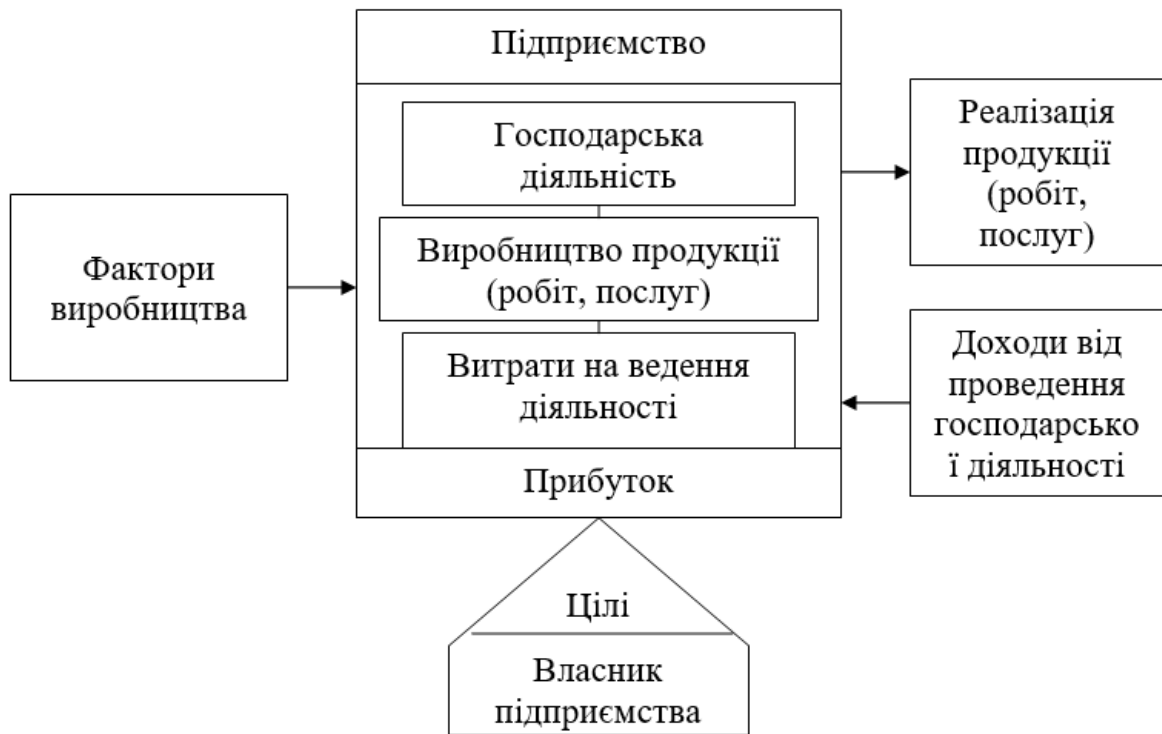 Підприємство
Господарська
діяльність
Виробництво продукції
(робіт, послуг)
Витрати на ведення
діяльності
Прибуток
Фактори
виробництва
Реалізація
продукції
(робіт,
послуг)
Доходи від
проведення
господарсько
ї діяльності
Цілі
Власник
підприємства